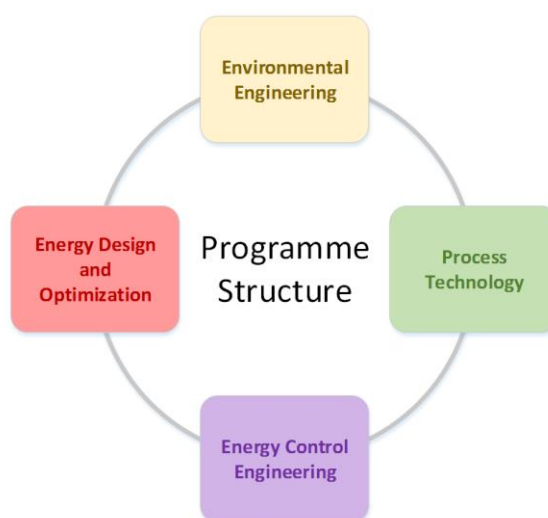 Environmental
Engineering
Energy Design
and
Optimization
Programme
Structure
Process
Technology
Energy Control
Engineering